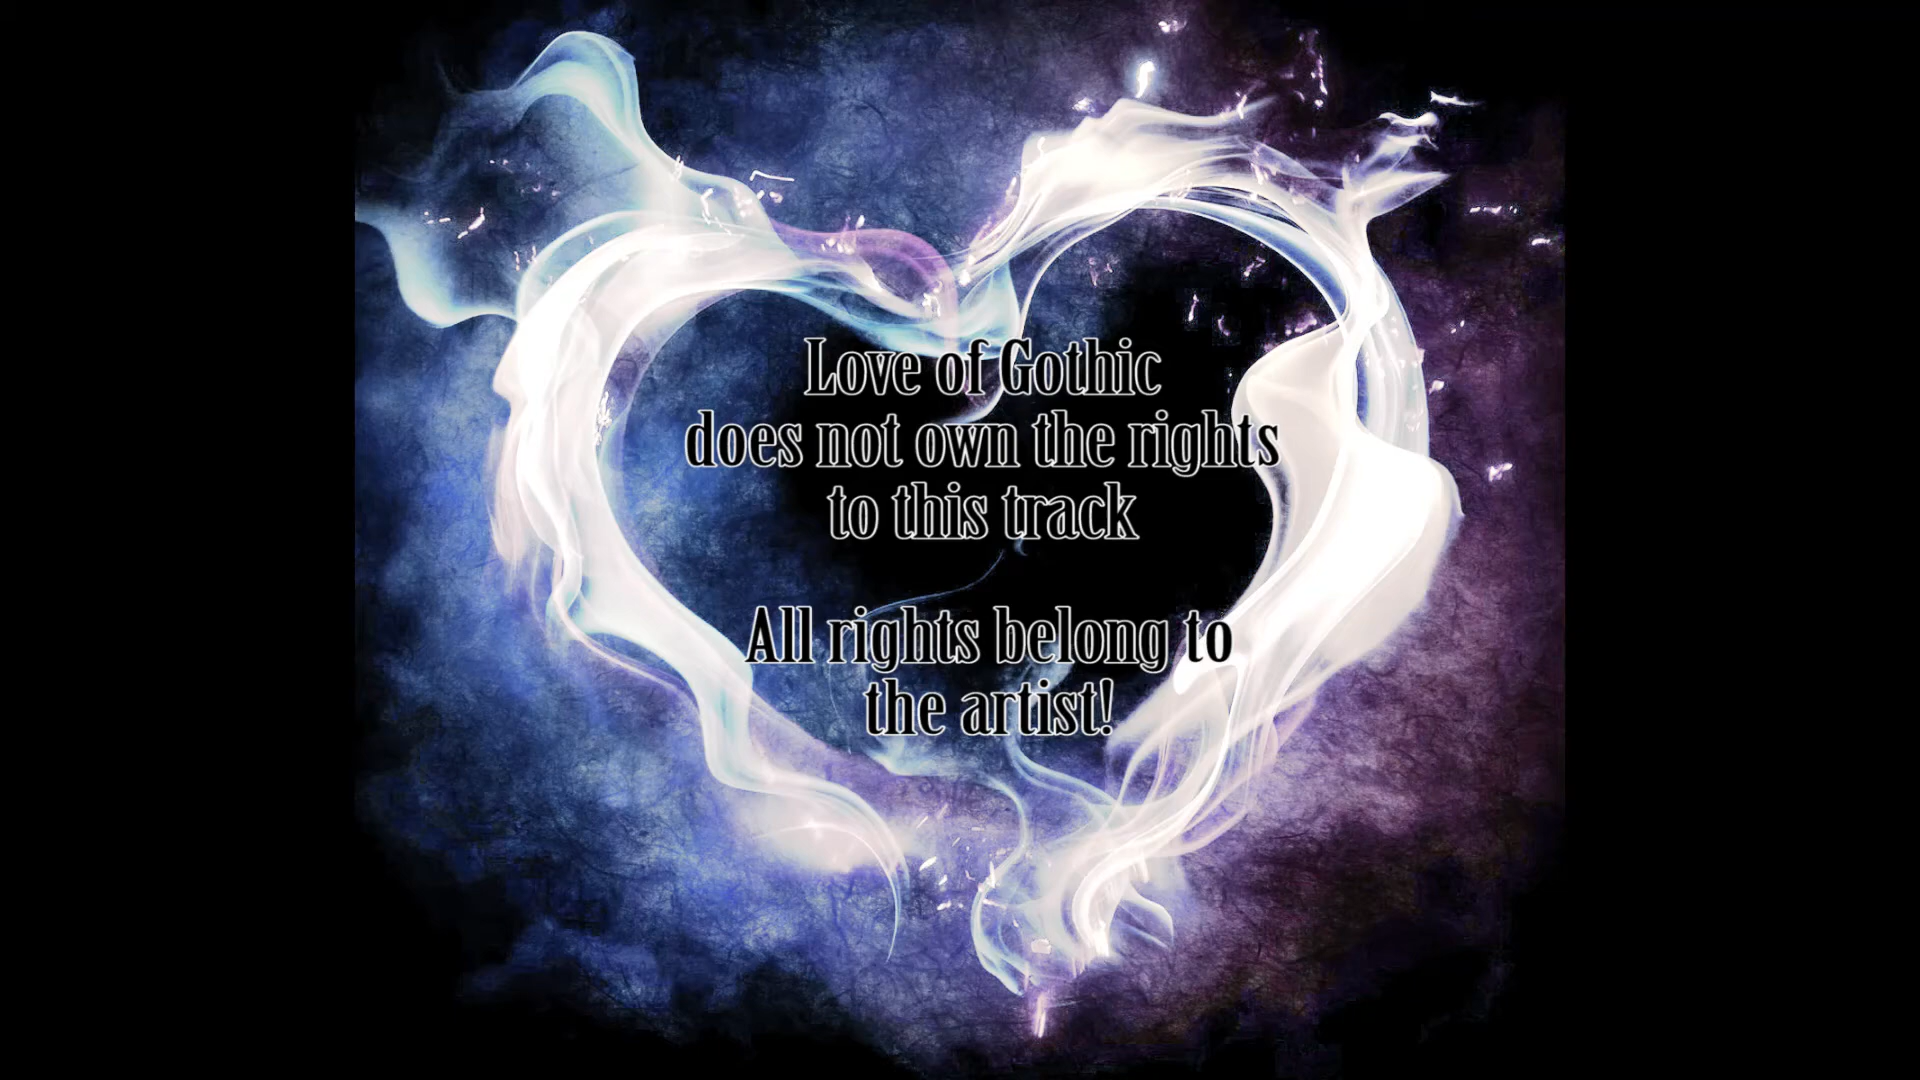 Love of Gothic
does not own the rights
to this track
All rights belong to
the artist!